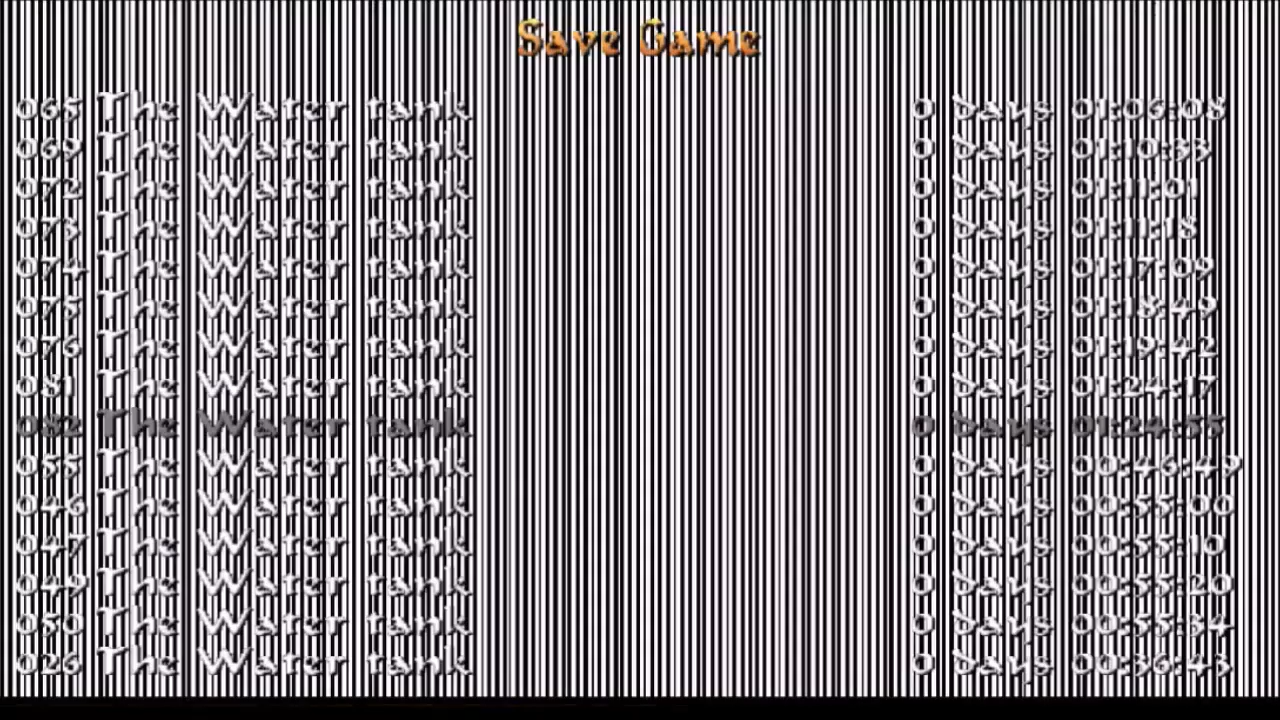 Save Game
065 The Water tank 0 days 01:06:08
069 The Water tank 0 days 01:10:33
072 The Water tank 0 days 01:11:01
073 The Water tank 0 days 01:11:18
074 The Water tank 0 days 01:17:09
075 The Water tank 0 days 01:18:49
076 The Water tank 0 days 01:19:42
081 The Water tank 0 days 01:24:17
082 The Water tank 0 days 01:24:55
055 The Water tank 0 days 00:46:49
046 The Water tank 0 days 00:55:00
047 The Water tank 0 days 00:55:10
049 The Water tank 0 days 00:55:20
050 The Water tank 0 days 00:55:34
026 The Water tank 0 days 00:36:43